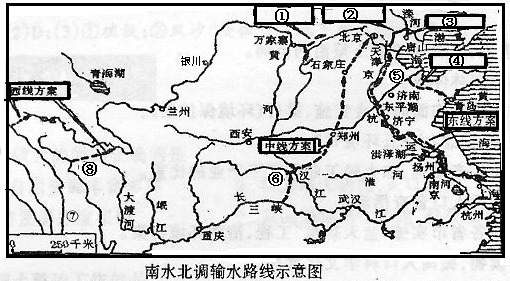 ①
②
③
④
滦
河
渤
北京
天津
唐山
万家寨
黄
河
银川
石家庄
京
⑤
济南
东平湖
济宁
青岛
黄
青海湖
兰州
西线方案
西安
中线方案
郑州
杭
运
河
东线方案
洪泽湖
扬州
南京
淮
河
汉
江
⑥
⑧
⑦
大渡河
岷
江
长
三峡
江
武汉
重庆
上海
杭州
250千米
南水北调输水路线示意图